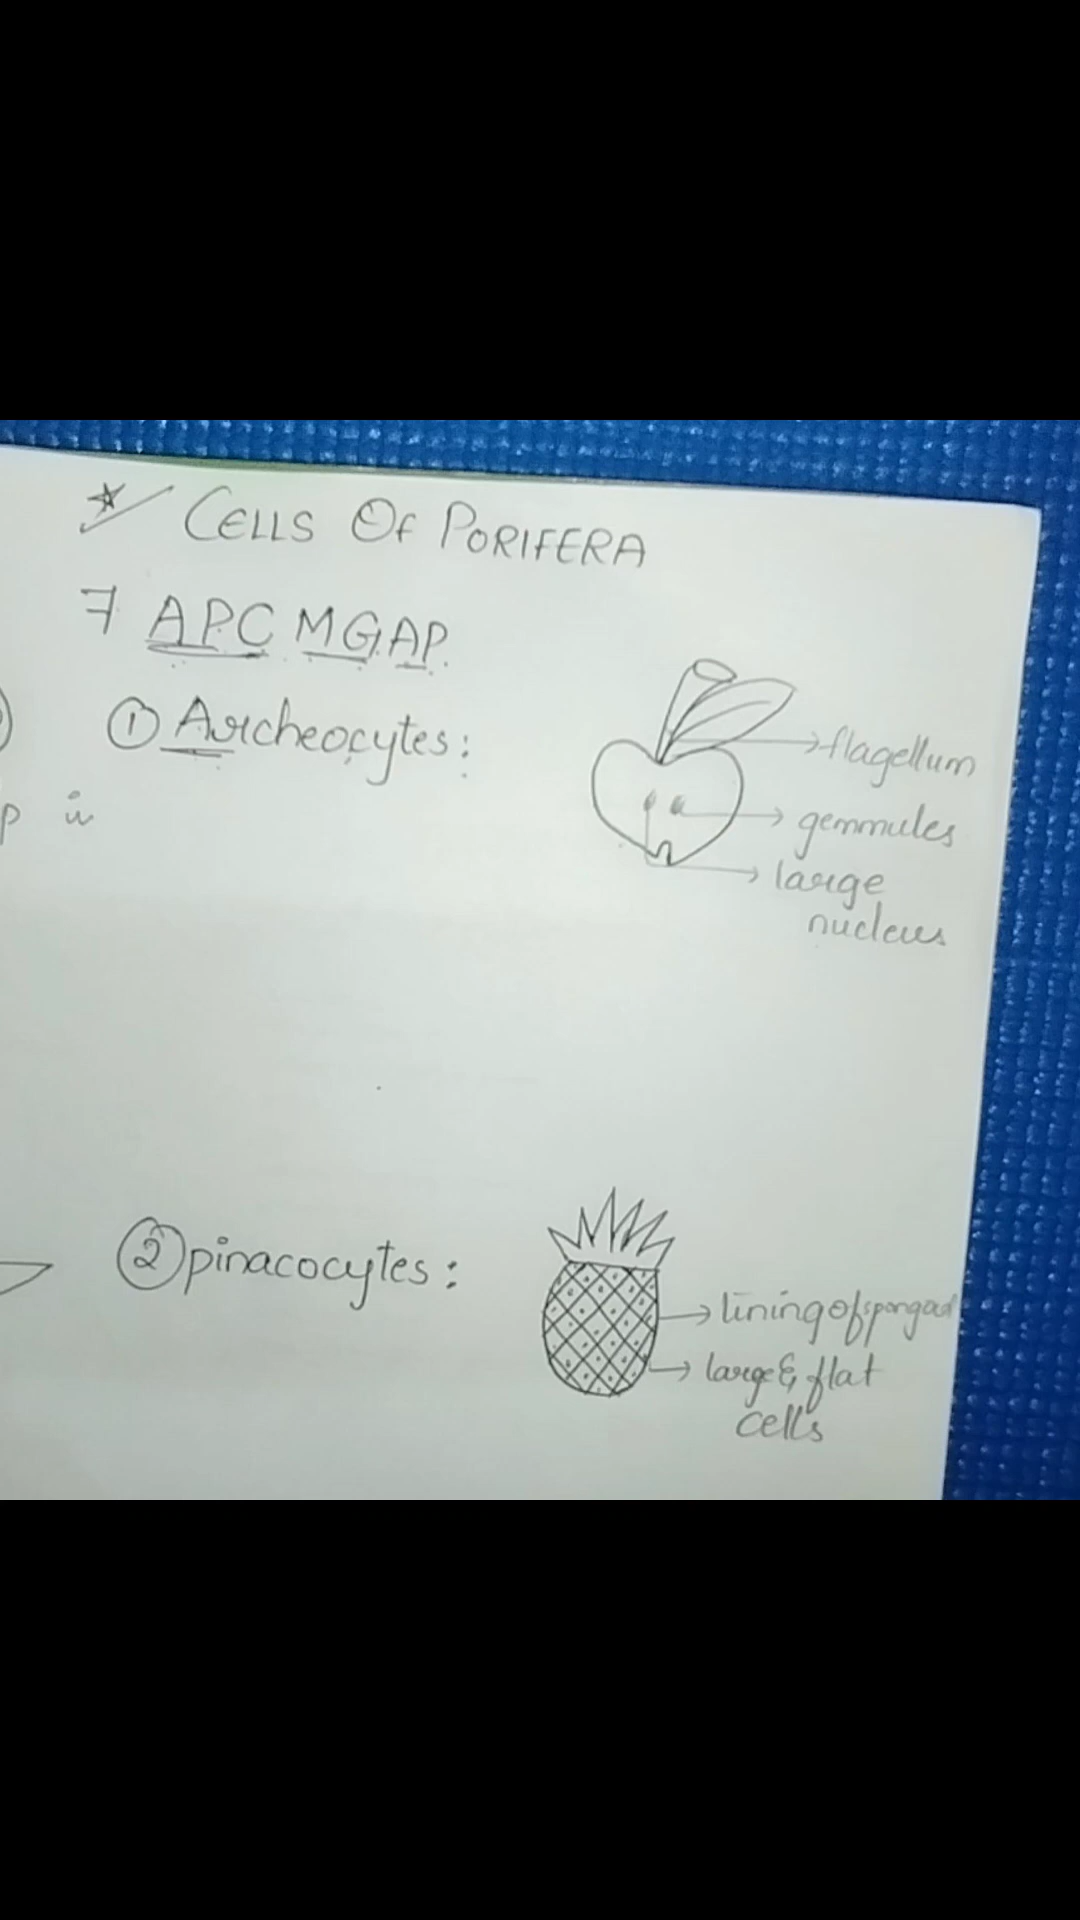 CELLS OF PORIFERA
7 APC MGAP.
① Archeocytes:
flagellum
p is
gemmules
large
nucleus
② pinacocytes:
lining of
large & flat
cells